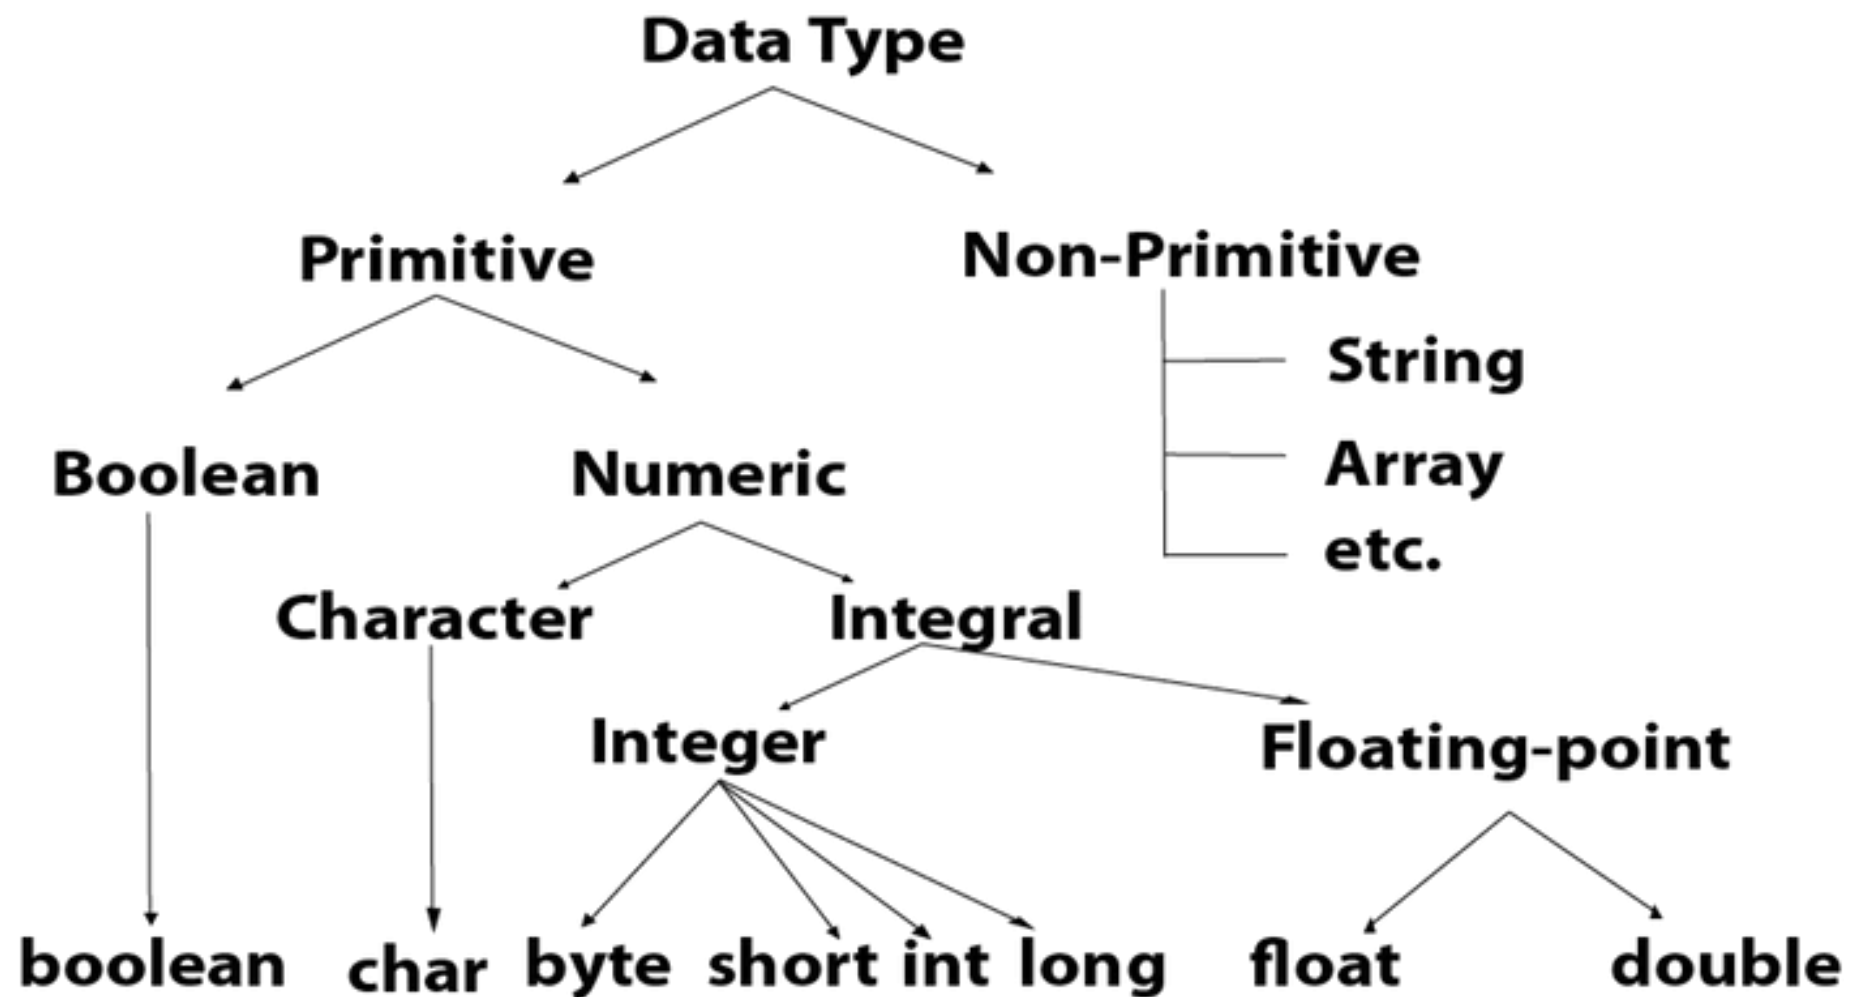 Data Type
Primitive
Non-Primitive
String
Array
etc.
Boolean
Numeric
Character
Integral
Integer
Floating-point
boolean
char
byte
short
int
long
float
double